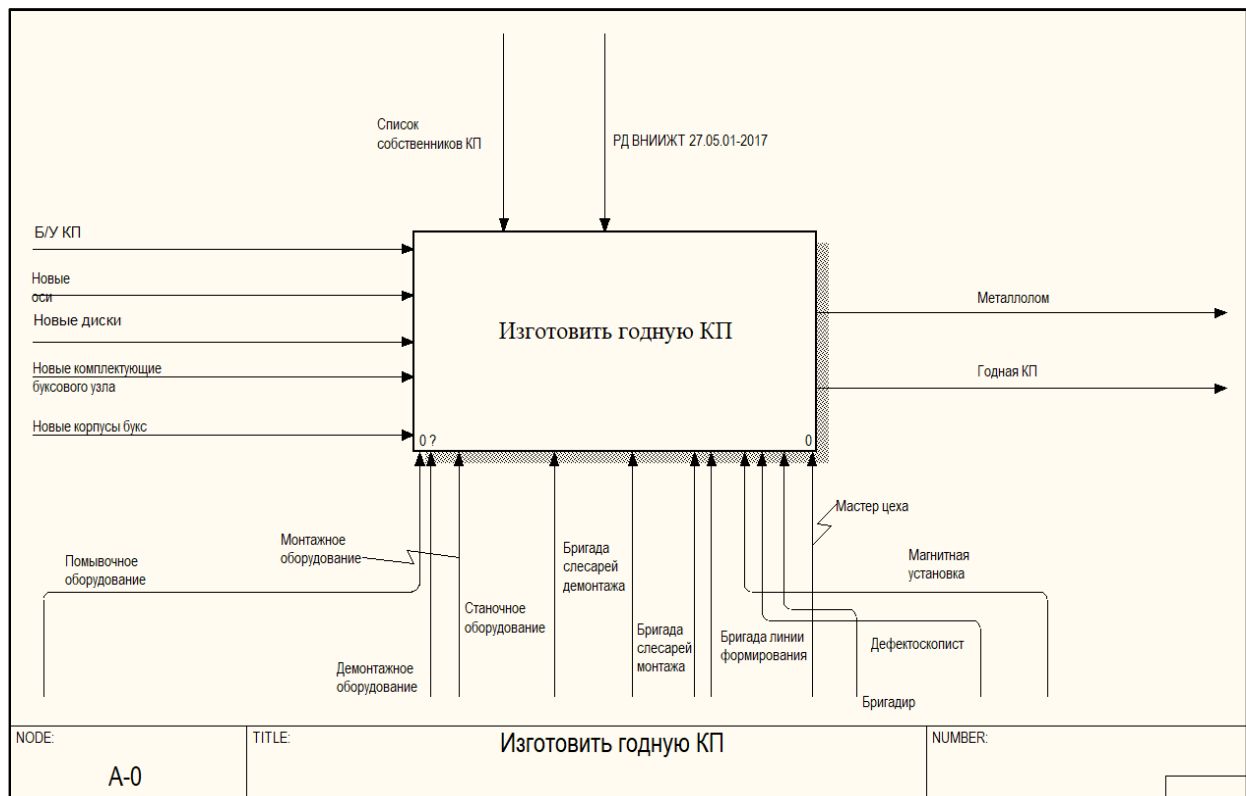 Список
собственников КП
РД ВНИИЖТ 27.05.01-2017
Б/У КП
Новые
оси
Новые диски
Новые комплектующие
буксового узла
Новые корпусы букс
Изготовить годную КП
0 ?
0
Металлолом
Годная КП
Помывочное
оборудование
Монтажное
оборудование
Демонтажное
оборудование
Станочное
оборудование
Бригада
слесарей
демонтажа
Бригада
слесарей
монтажа
Бригада линии
формирования
Мастер цеха
Магнитная
установка
Дефектоскопист
Бригадир
NODE:
A-0
TITLE:
Изготовить годную КП
NUMBER: